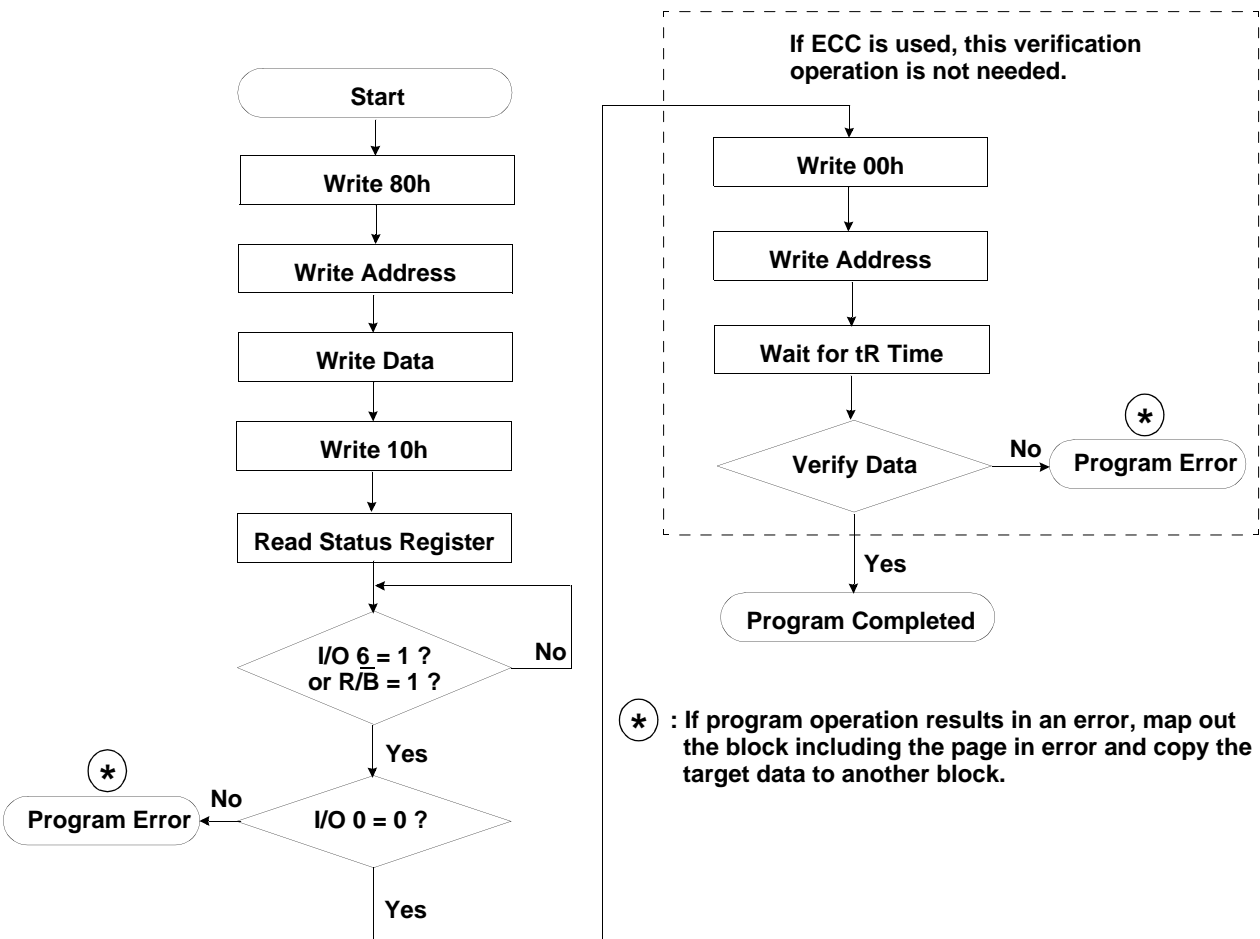 Start
Write 80h
Write Address
Write Data
Write 10h
Read Status Register
I/O 6 = 1 ?
or R/B̅ = 1 ?
No
Yes
*
No
Program Error
I/O 0 = 0 ?
Yes
If ECC is used, this verification
operation is not needed.
Write 00h
Write Address
Wait for tR Time
Verify Data
No
*
Program Error
Yes
Program Completed
* : If program operation results in an error, map out
the block including the page in error and copy the
target data to another block.